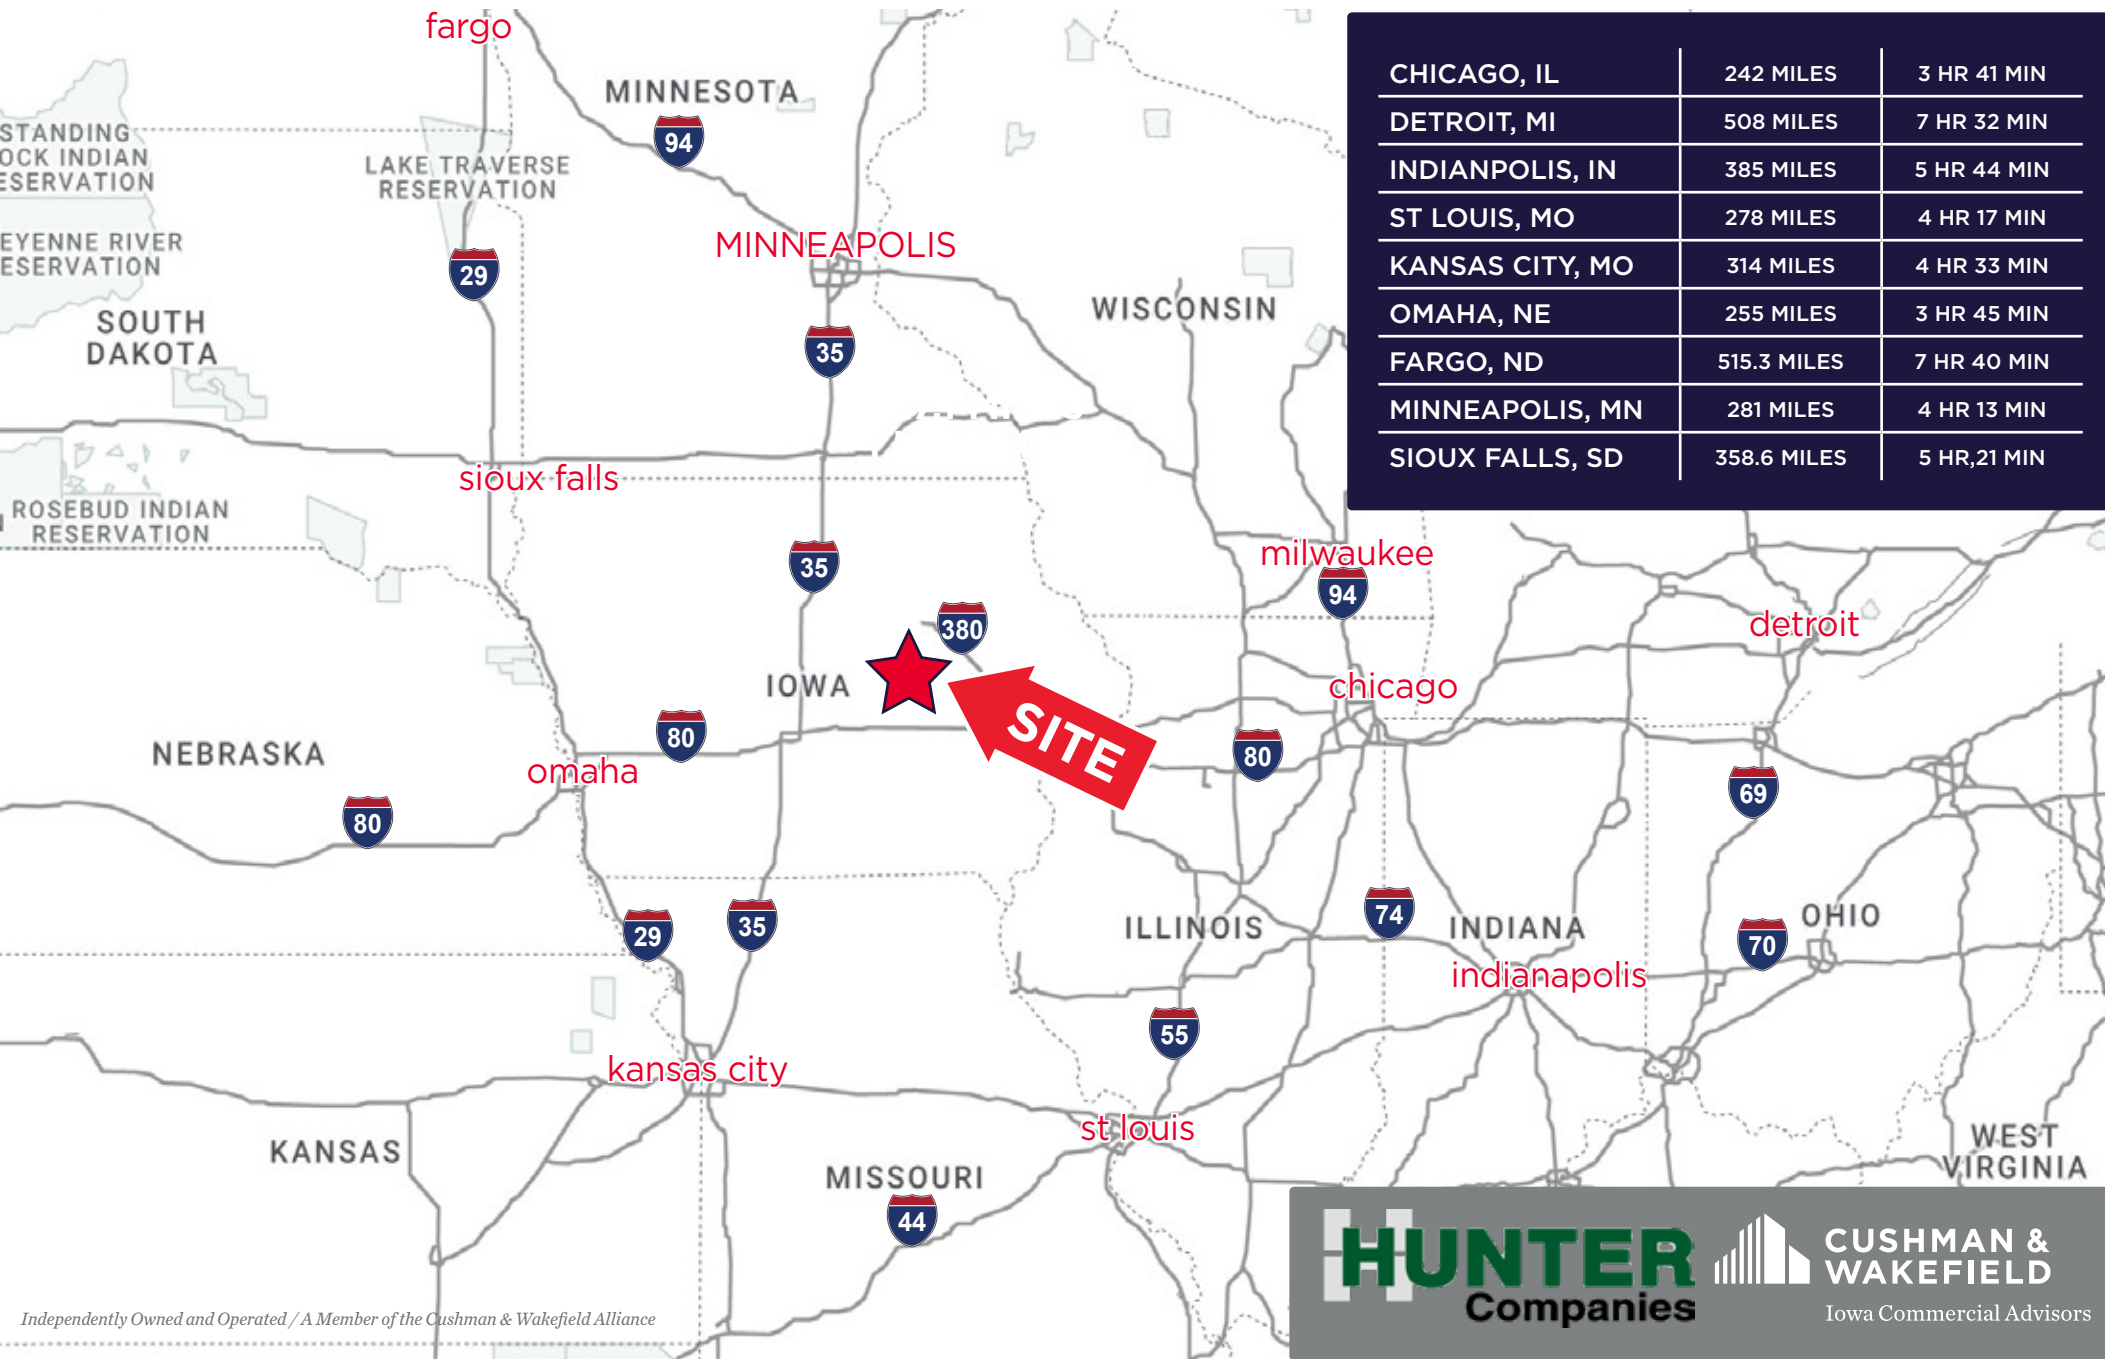 fargo
MINNESOTA
94
STANDING
OCK INDIAN
ESERVATION
LAKE TRAVERSE
RESERVATION
EYENNE RIVER
ESERVATION
29
MINNEAPOLIS
SOUTH
DAKOTA
35
WISCONSIN
CHICAGO, IL 242 MILES 3 HR 41 MIN
DETROIT, MI 508 MILES 7 HR 32 MIN
INDIANPOLIS, IN 385 MILES 5 HR 44 MIN
ST LOUIS, MO 278 MILES 4 HR 17 MIN
KANSAS CITY, MO 314 MILES 4 HR 33 MIN
OMAHA, NE 255 MILES 3 HR 45 MIN
FARGO, ND 515.3 MILES 7 HR 40 MIN
MINNEAPOLIS, MN 281 MILES 4 HR 13 MIN
SIOUX FALLS, SD 358.6 MILES 5 HR,21 MIN
sioux falls
ROSEBUD INDIAN
RESERVATION
35
milwaukee
94
380
detroit
IOWA
chicago
SITE
80
80
NEBRASKA
omaha
69
80
29
35
74
ILLINOIS
INDIANA
OHIO
70
indianapolis
55
kansas city
st louis
KANSAS
MISSOURI
44
WEST
VIRGINIA
HUNTER
Companies
CUSHMAN &
WAKEFIELD
Iowa Commercial Advisors
Independently Owned and Operated / A Member of the Cushman & Wakefield Alliance